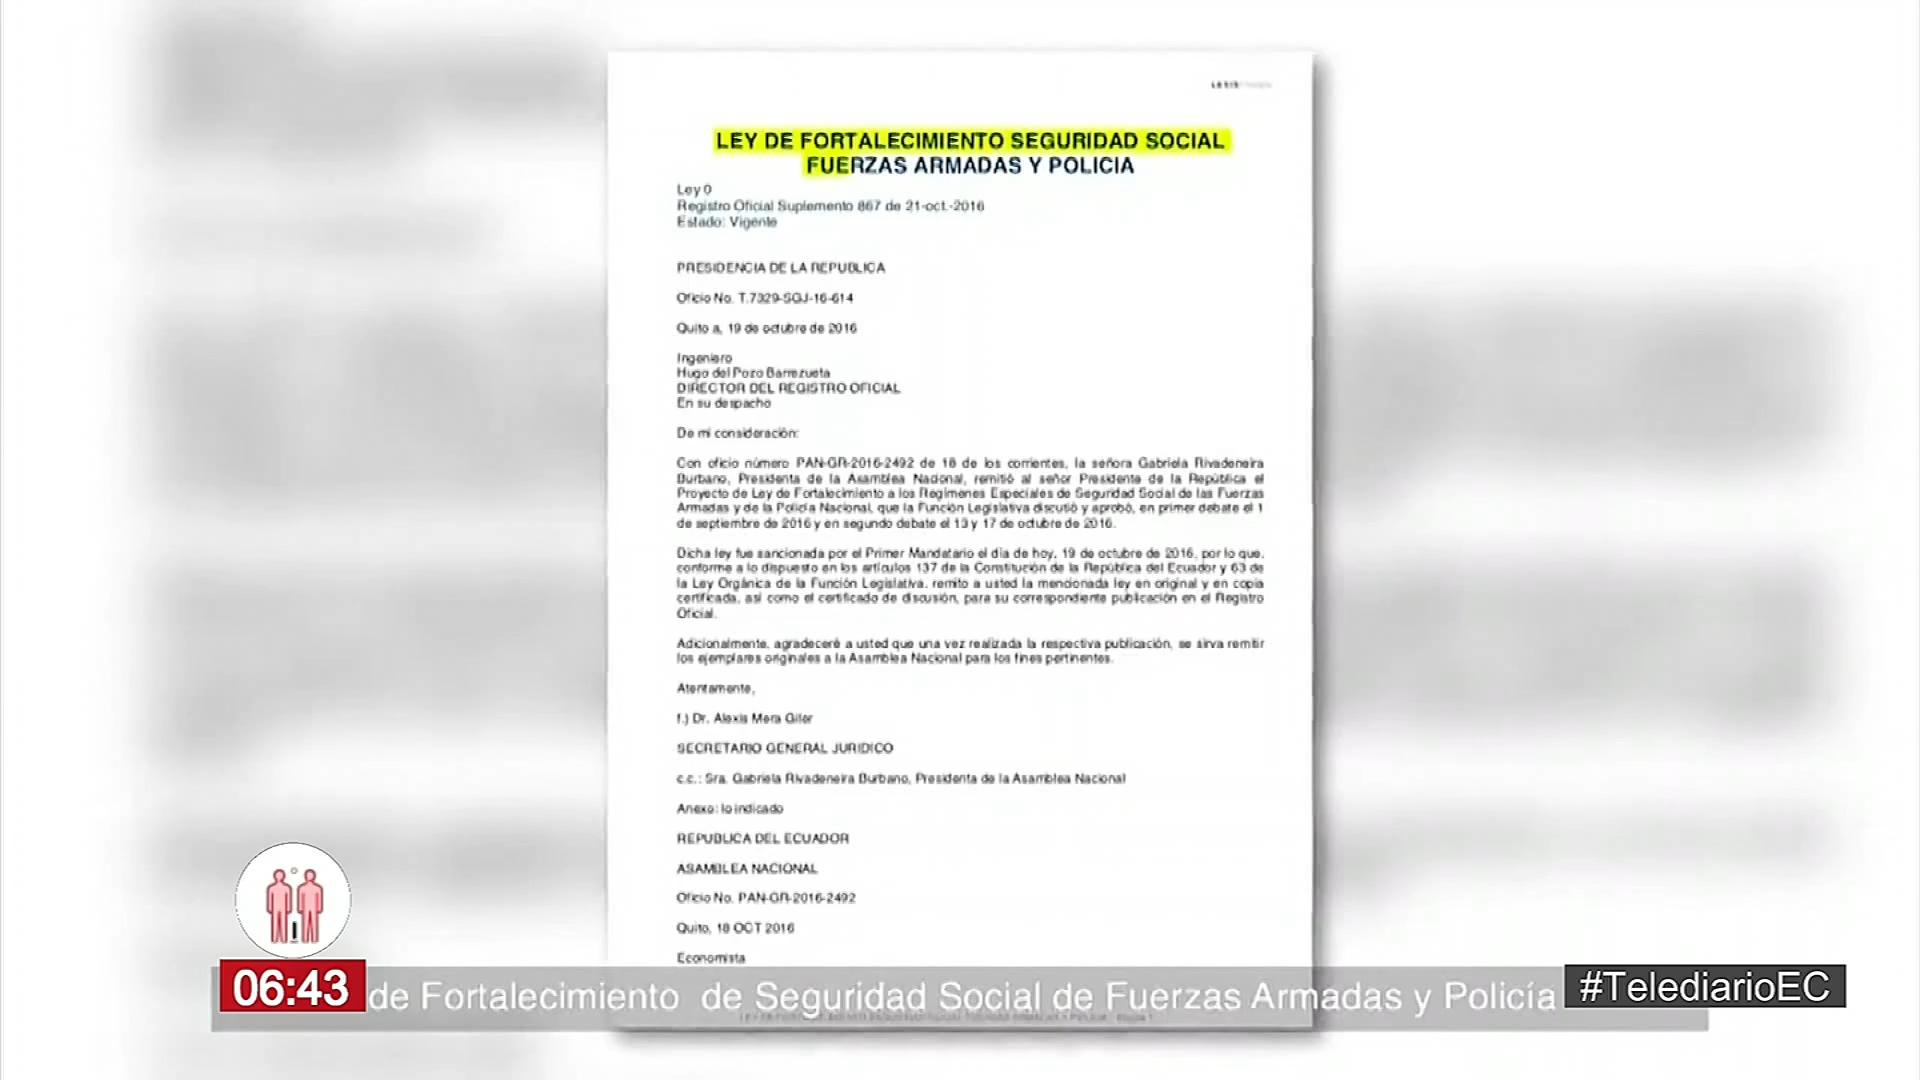 LEXIS
LEY DE FORTALECIMIENTO SEGURIDAD SOCIAL
FUERZAS ARMADAS Y POLICIA
Ley 0
Registro Oficial Suplemento 867 de 21-oct.-2016
Estado: Vigente
PRESIDENCIA DE LA REPUBLICA
Oficio No. T.7329-SGJ-16-614
Quito a, 19 de octubre de 2016
Ingeniero
Hugo del Pozo Barrezueta
DIRECTOR DEL REGISTRO OFICIAL
En su despacho
De mi consideración:
Con oficio número PAN-GR-2016-2492 de 18 de los corrientes, la señora Gabriela Rivadeneira
Burbano, Presidenta de la Asamblea Nacional, remitió al señor Presidente de la República el
Proyecto de Ley de Fortalecimiento a los Regímenes Especiales de Seguridad Social de las Fuerzas
Armadas y de la Policía Nacional, que la Función Legislativa discutió y aprobó, en primer debate el 1
de septiembre de 2016 y en segundo debate el 13 y 17 de octubre de 2016.
Dicha ley fue sancionada por el Primer Mandatario el día de hoy, 19 de octubre de 2016, por lo que,
conforme a lo dispuesto en los artículos 137 de la Constitución de la República del Ecuador y 63 de
la Ley Orgánica de la Función Legislativa, remito a usted la mencionada ley en original y en copia
certificada, así como el certificado de discusión, para su correspondiente publicación en el Registro
Oficial.
Adicionalmente, agradeceré a usted que una vez realizada la respectiva publicación, se sirva remitir
los ejemplares originales a la Asamblea Nacional para los fines pertinentes.
Atentamente,
f.) Dr. Alexis Mera Giler
SECRETARIO GENERAL JURIDICO
c.c.: Sra. Gabriela Rivadeneira Burbano, Presidenta de la Asamblea Nacional
Anexo: lo indicado
REPUBLICA DEL ECUADOR
ASAMBLEA NACIONAL
Oficio No. PAN-GR-2016-2492
Quito, 18 OCT 2016
Economista
06:43 de Fortalecimiento de Seguridad Social de Fuerzas Armadas y Policía #TelediarioEC